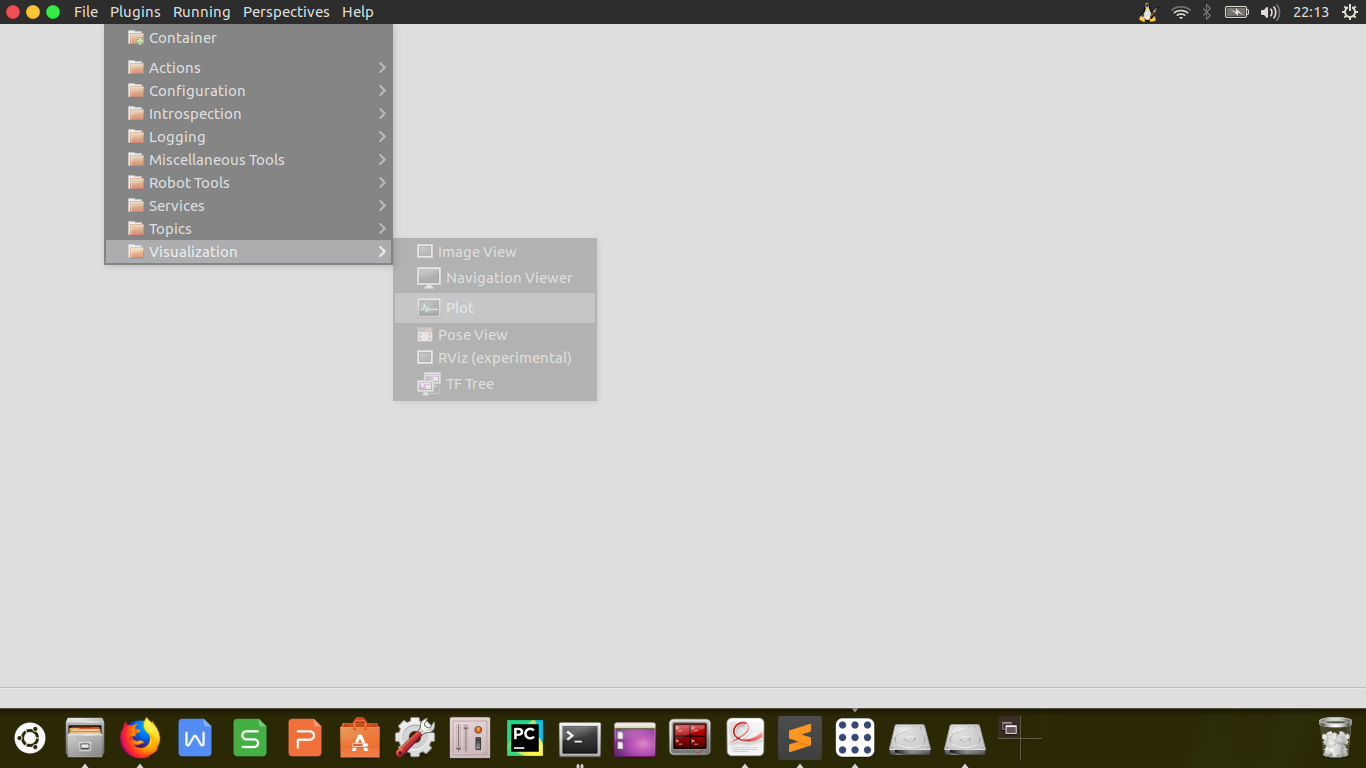 File Plugins Running Perspectives Help 22:13
Container
Actions
Configuration
Introspection
Logging
Miscellaneous Tools
Robot Tools
Services
Topics
Visualization
Image View
Navigation Viewer
Plot
Pose View
RViz (experimental)
TF Tree
W S P A PC >_